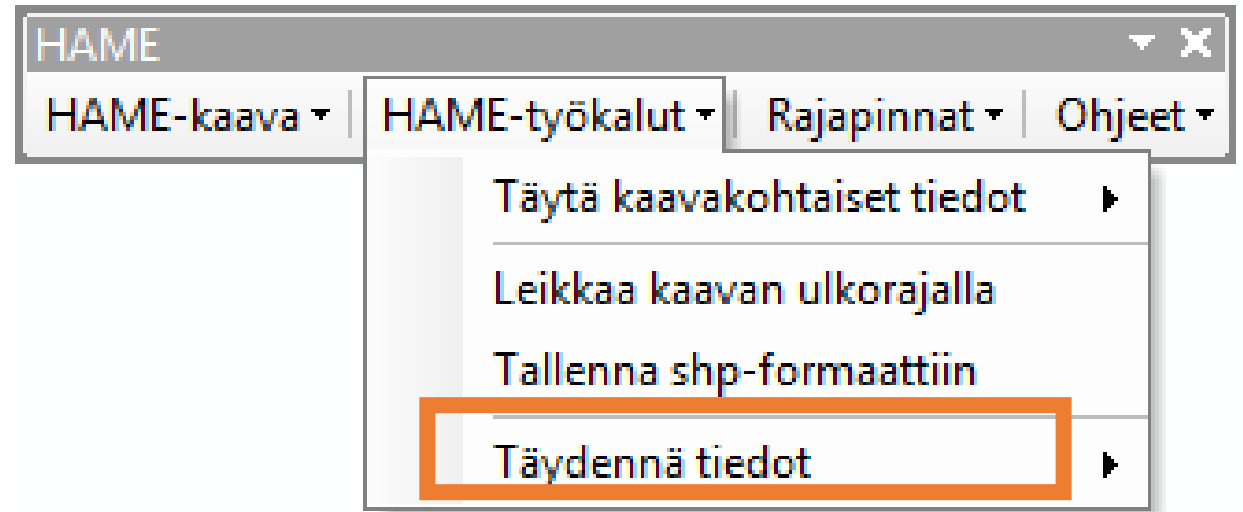 HAME
HAME-kaava HAME-työkalut Rajapinnat Ohjeet
Täytä kaavakohtaiset tiedot
Leikkaa kaavan ulkorajalla
Tallenna shp-formaattiin
Täydennä tiedot